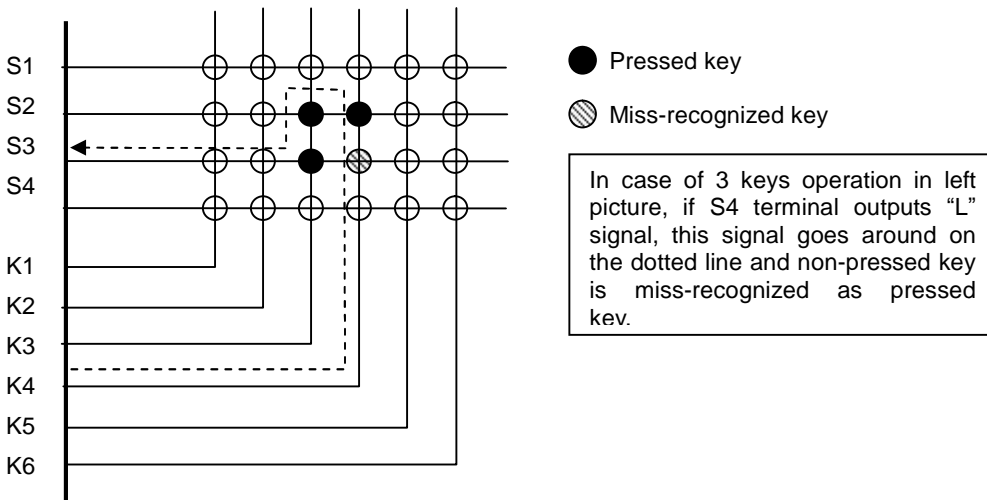 S1
S2
S3
S4
K1
K2
K3
K4
K5
K6
Pressed key
Miss-recognized key
In case of 3 keys operation in left
picture, if S4 terminal outputs “L”
signal, this signal goes around on
the dotted line and non-pressed key
is miss-recognized as pressed
key.